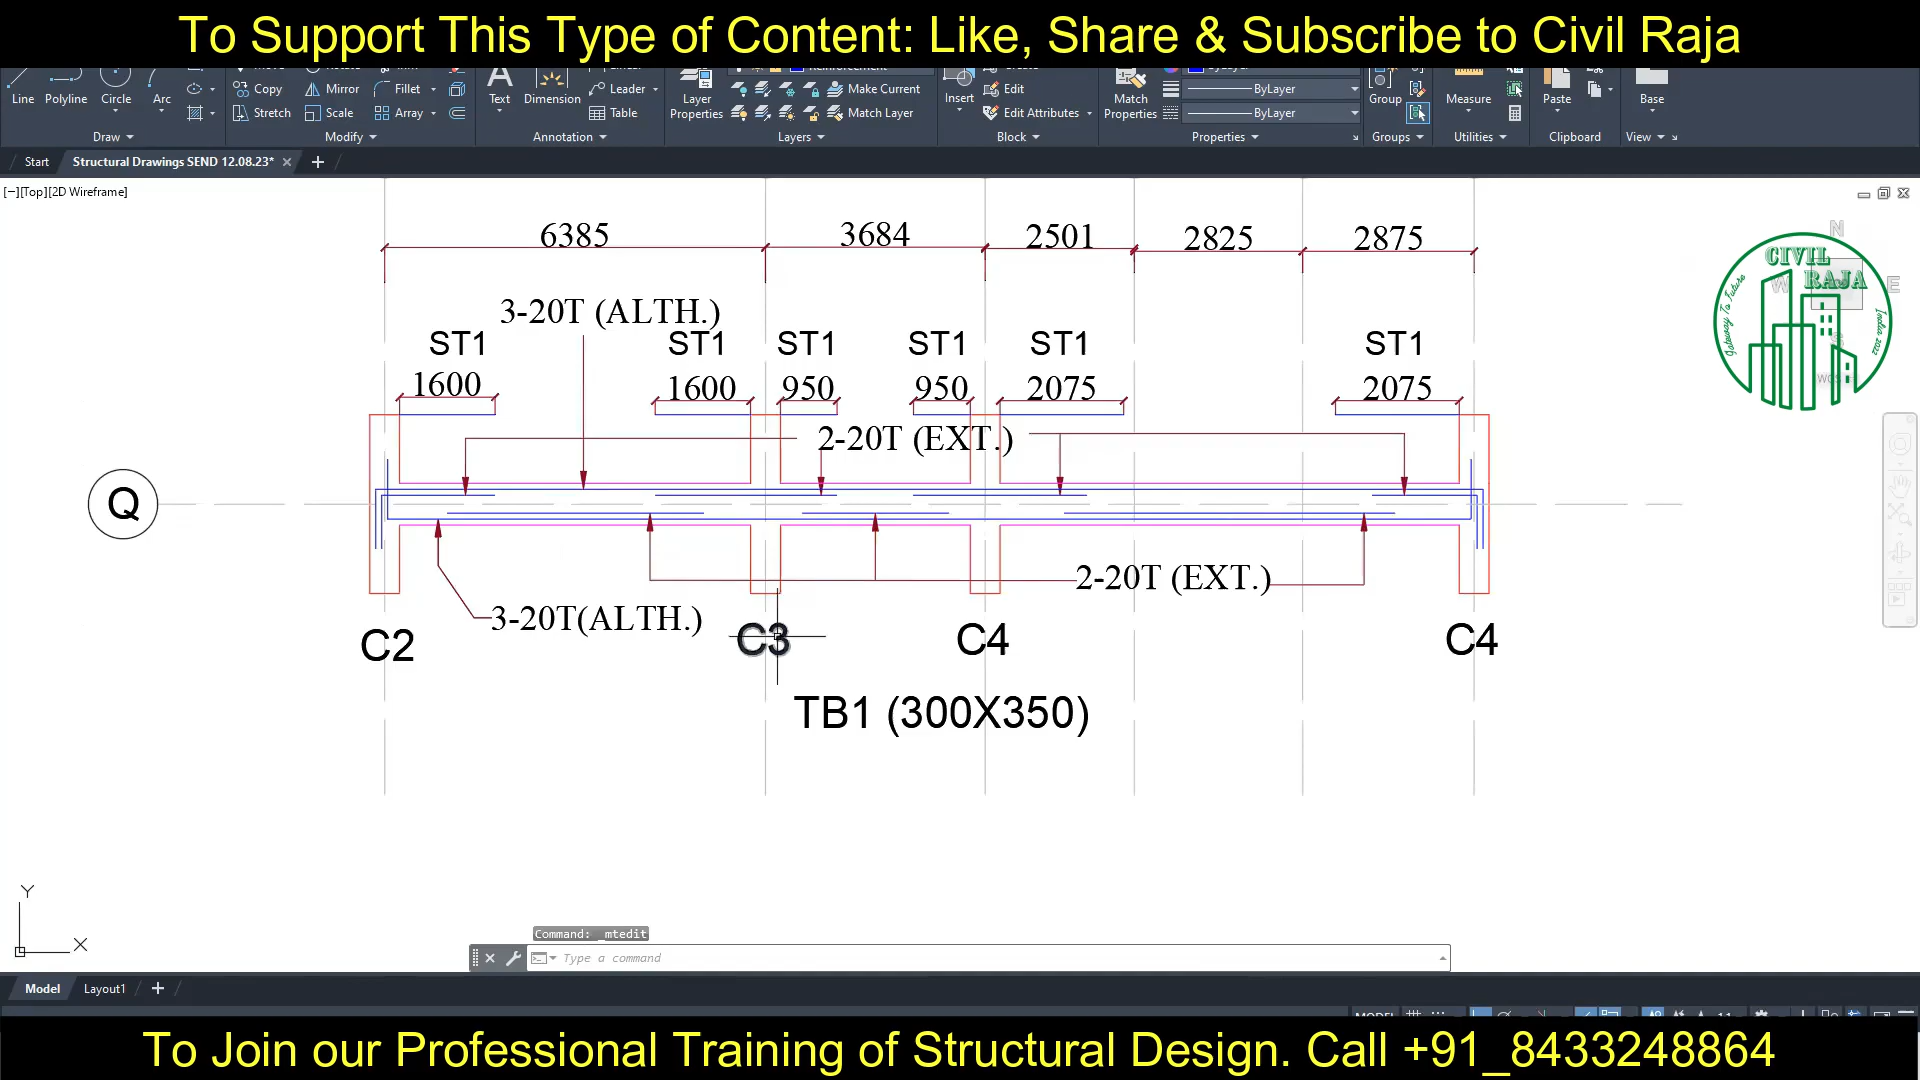 To Support This Type of Content: Like, Share & Subscribe to Civil Raja
Line Polyline Circle Arc
Copy Mirror Fillet
Stretch Scale Array
Text Dimension Leader
Table
Layer Properties
Make Current
Match Layer
Insert Edit
Edit Attributes
Match Properties
ByLayer
ByLayer
Group Measure Paste Base
Draw Modify Annotation Layers Block Properties Groups Utilities Clipboard View
Start Structural Drawings SEND 12.08.23*
[−][Top][2D Wireframe]
6385 3684 2501 2825 2875
N
CIVIL
RAJA
W E
Gateway To Future
India 2022
3-20T (ALTH.)
ST1 ST1 ST1 ST1 ST1 ST1
1600 1600 950 950 2075 2075
2-20T (EXT.)
Q
2-20T (EXT.)
3-20T(ALTH.)
C2 C3 C4 C4
TB1 (300X350)
Y
X
Command: _mtedit
Type a command
Model Layout1
MODEL
To Join our Professional Training of Structural Design. Call +91_8433248864